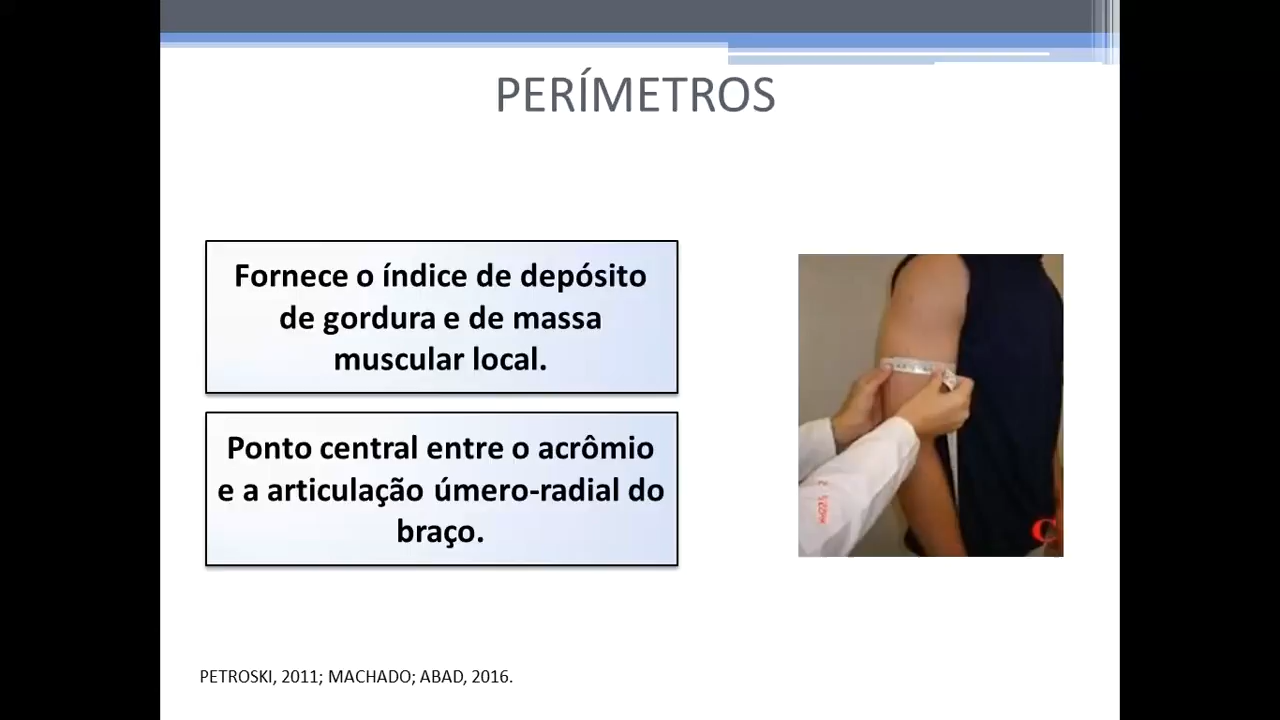 PERÍMETROS
Fornece o índice de depósito
de gordura e de massa
muscular local.
Ponto central entre o acrômio
e a articulação úmero-radial do
braço.
C
PETROSKI, 2011; MACHADO; ABAD, 2016.